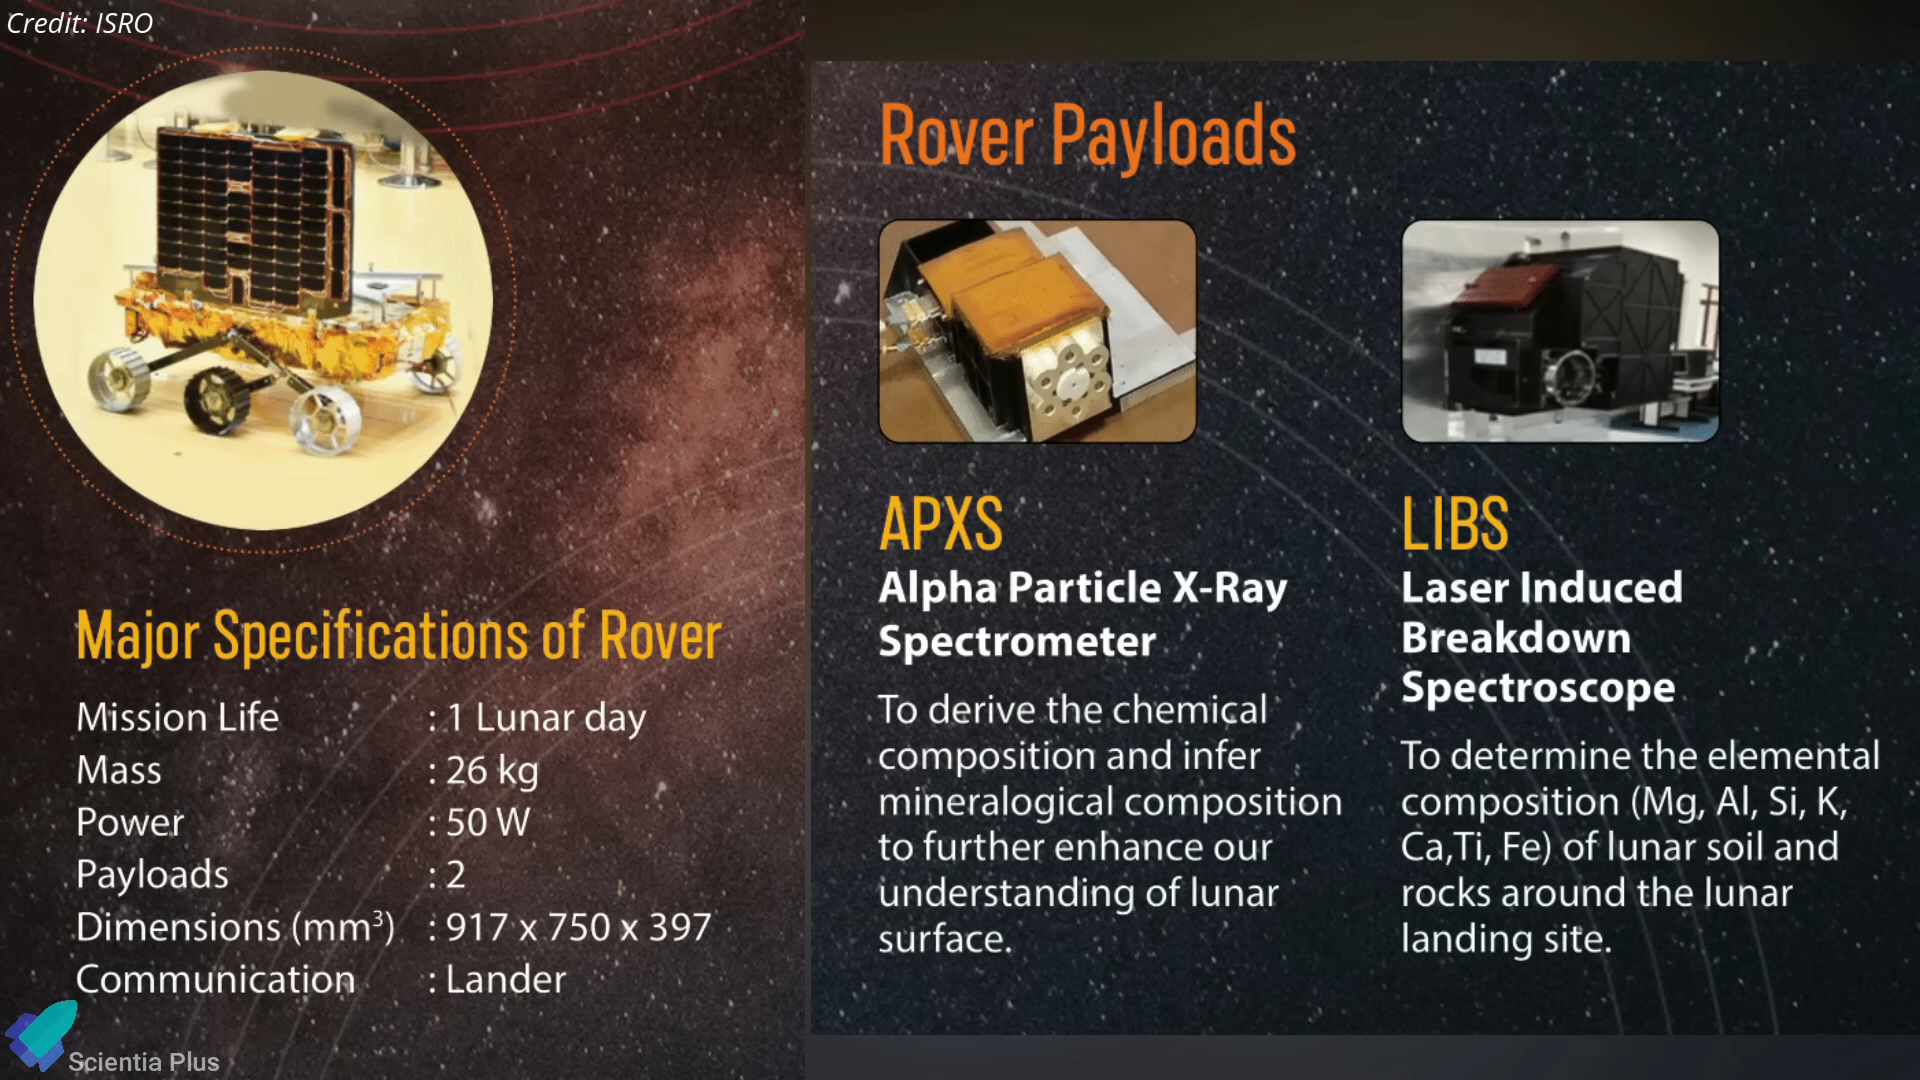 Credit: ISRO
Major Specifications of Rover
Mission Life : 1 Lunar day
Mass : 26 kg
Power : 50 W
Payloads : 2
Dimensions (mm³) : 917 x 750 x 397
Communication : Lander
Scientia Plus
Rover Payloads
APXS
Alpha Particle X-Ray
Spectrometer
To derive the chemical
composition and infer
mineralogical composition
to further enhance our
understanding of lunar
surface.
LIBS
Laser Induced
Breakdown
Spectroscope
To determine the elemental
composition (Mg, Al, Si, K,
Ca,Ti, Fe) of lunar soil and
rocks around the lunar
landing site.